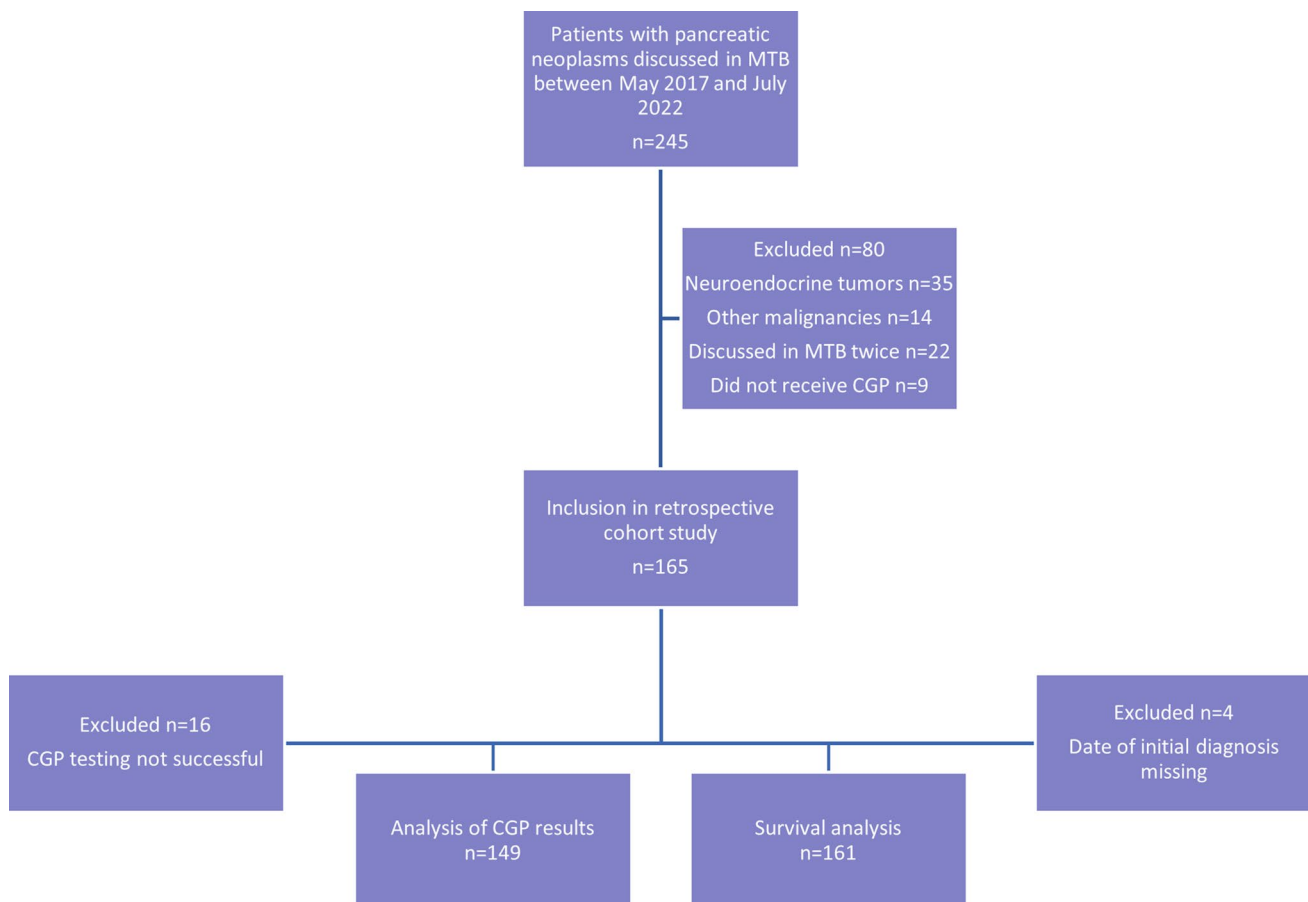 Patients with pancreatic
neoplasms discussed in MTB
between May 2017 and July
2022
n=245
Excluded n=80
Neuroendocrine tumors n=35
Other malignancies n=14
Discussed in MTB twice n=22
Did not receive CGP n=9
Inclusion in retrospective
cohort study
n=165
Excluded n=16
CGP testing not successful
Excluded n=4
Date of initial diagnosis
missing
Analysis of CGP results
n=149
Survival analysis
n=161